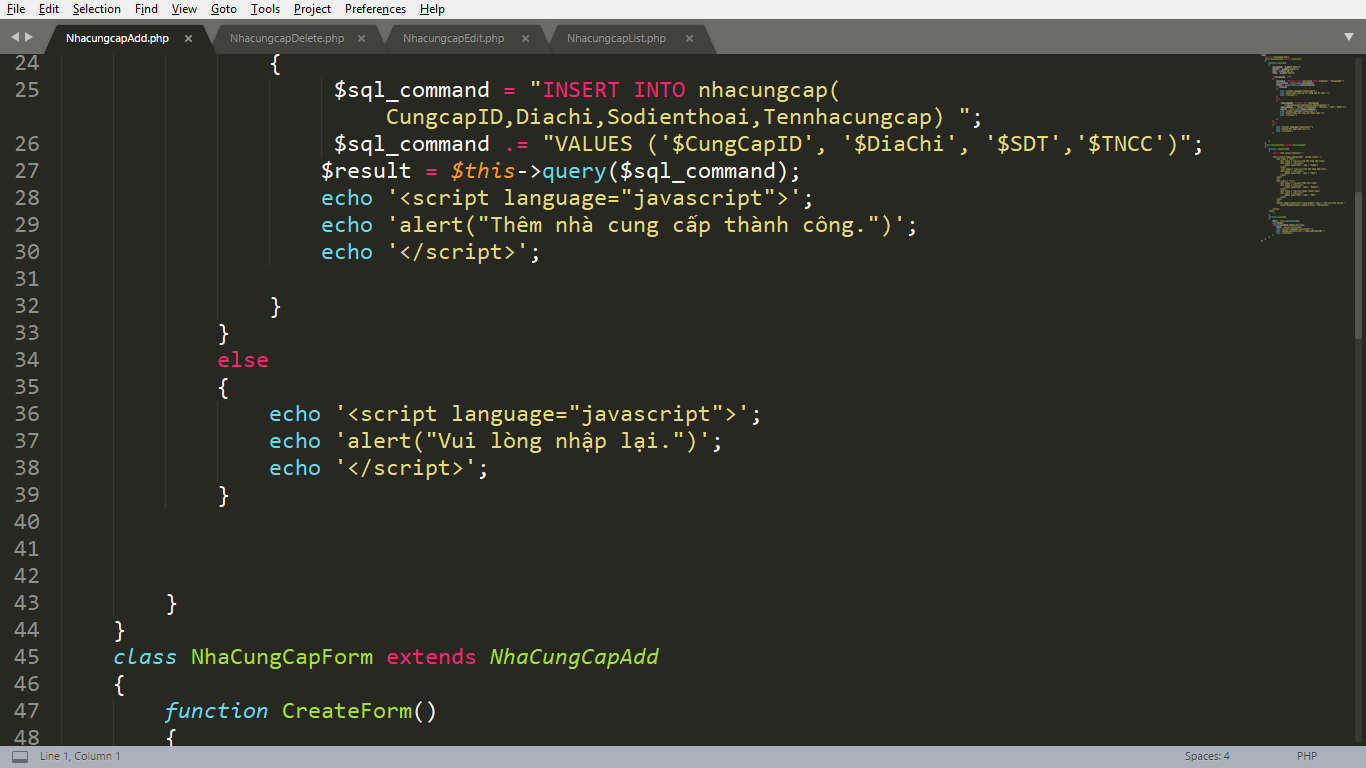 File Edit Selection Find View Goto Tools Project Preferences Help
NhacungcapAdd.php × NhacungcapDelete.php × NhacungcapEdit.php × NhacungcapList.php ×
24 {
25 $sql_command = "INSERT INTO nhacungcap(
CungcapID,Diachi,Sodienthoai,Tennhacungcap) ";
26 $sql_command .= "VALUES ('$CungCapID', '$DiaChi', '$SDT','$TNCC')";
27 $result = $this->query($sql_command);
28 echo '<script language="javascript">';
29 echo 'alert("Thêm nhà cung cấp thành công.")';
30 echo '</script>';
31
32 }
33 }
34 else
35 {
36 echo '<script language="javascript">';
37 echo 'alert("Vui lòng nhập lại.")';
38 echo '</script>';
39 }
40
41
42
43 }
44 }
45 class NhaCungCapForm extends NhaCungCapAdd
46 {
47 function CreateForm()
48 {
Line 1, Column 1 Spaces: 4 PHP